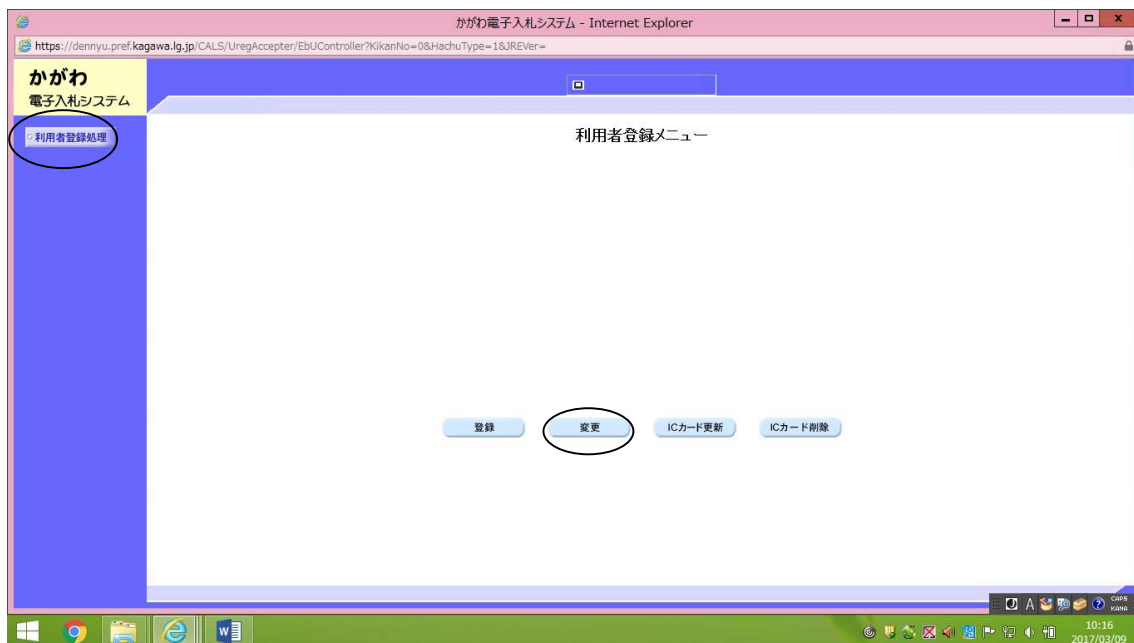 かがわ電子入札システム - Internet Explorer
https://dennyu.pref.kagawa.lg.jp/CALS/UregAccepter/EbUController?KikanNo=0&HachuType=1&JREVer=
かがわ
電子入札システム
利用者登録処理
利用者登録メニュー
登録
変更
ICカード更新
ICカード削除
A
CAPS
KANA
10:16
2017/03/09